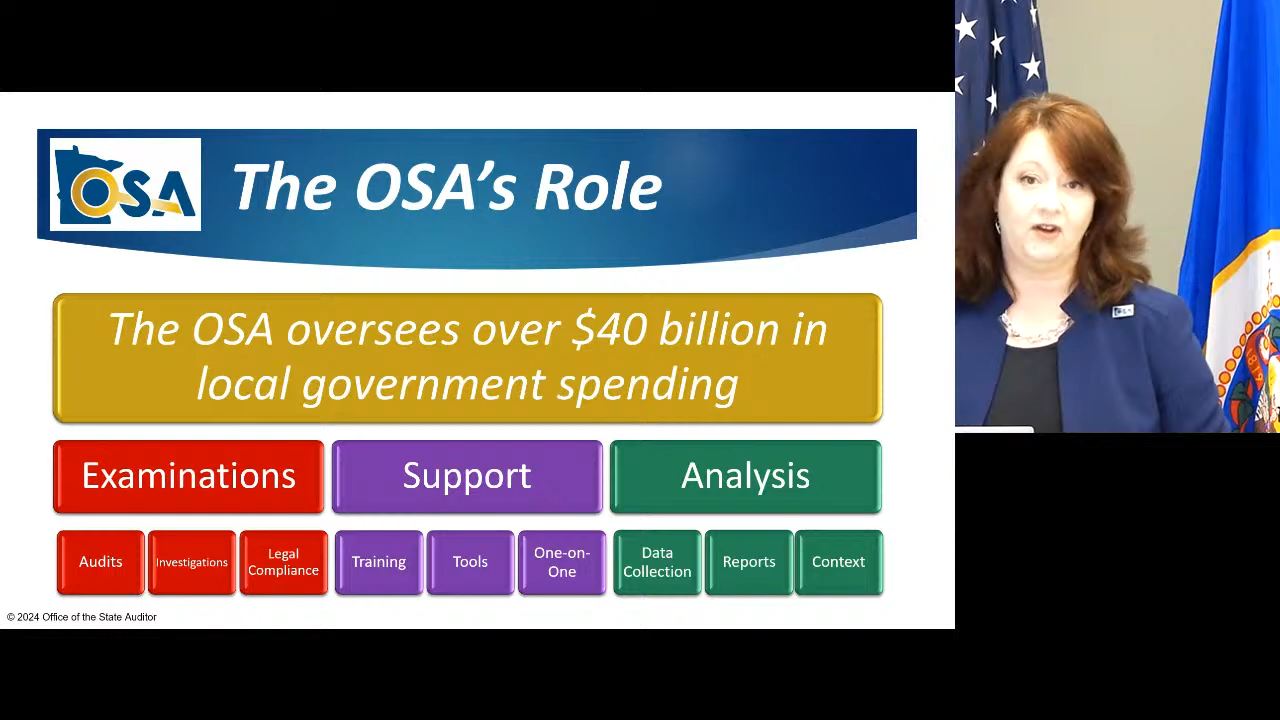 OSA
The OSA's Role
The OSA oversees over $40 billion in
local government spending
Examinations
Support
Analysis
Audits
Investigations
Legal
Compliance
Training
Tools
One-on-
One
Data
Collection
Reports
Context
© 2024 Office of the State Auditor
1819